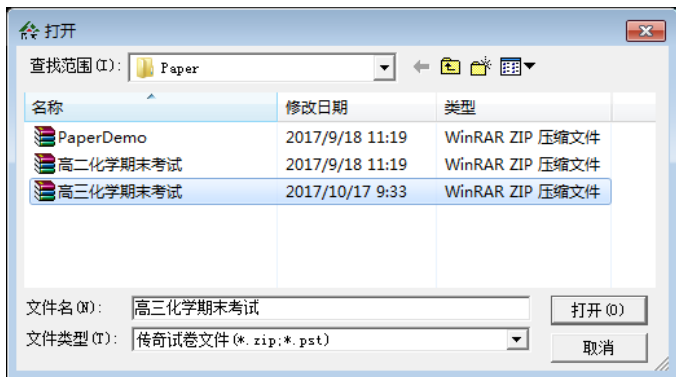 打开
查找范围(I): Paper
名称 修改日期 类型
PaperDemo 2017/9/18 11:19 WinRAR ZIP 压缩文件
高二化学期末考试 2017/9/18 11:19 WinRAR ZIP 压缩文件
高三化学期末考试 2017/10/17 9:33 WinRAR ZIP 压缩文件
文件名(N): 高三化学期末考试 打开(O)
文件类型(T): 传奇试卷文件(*.zip;*.pst) 取消